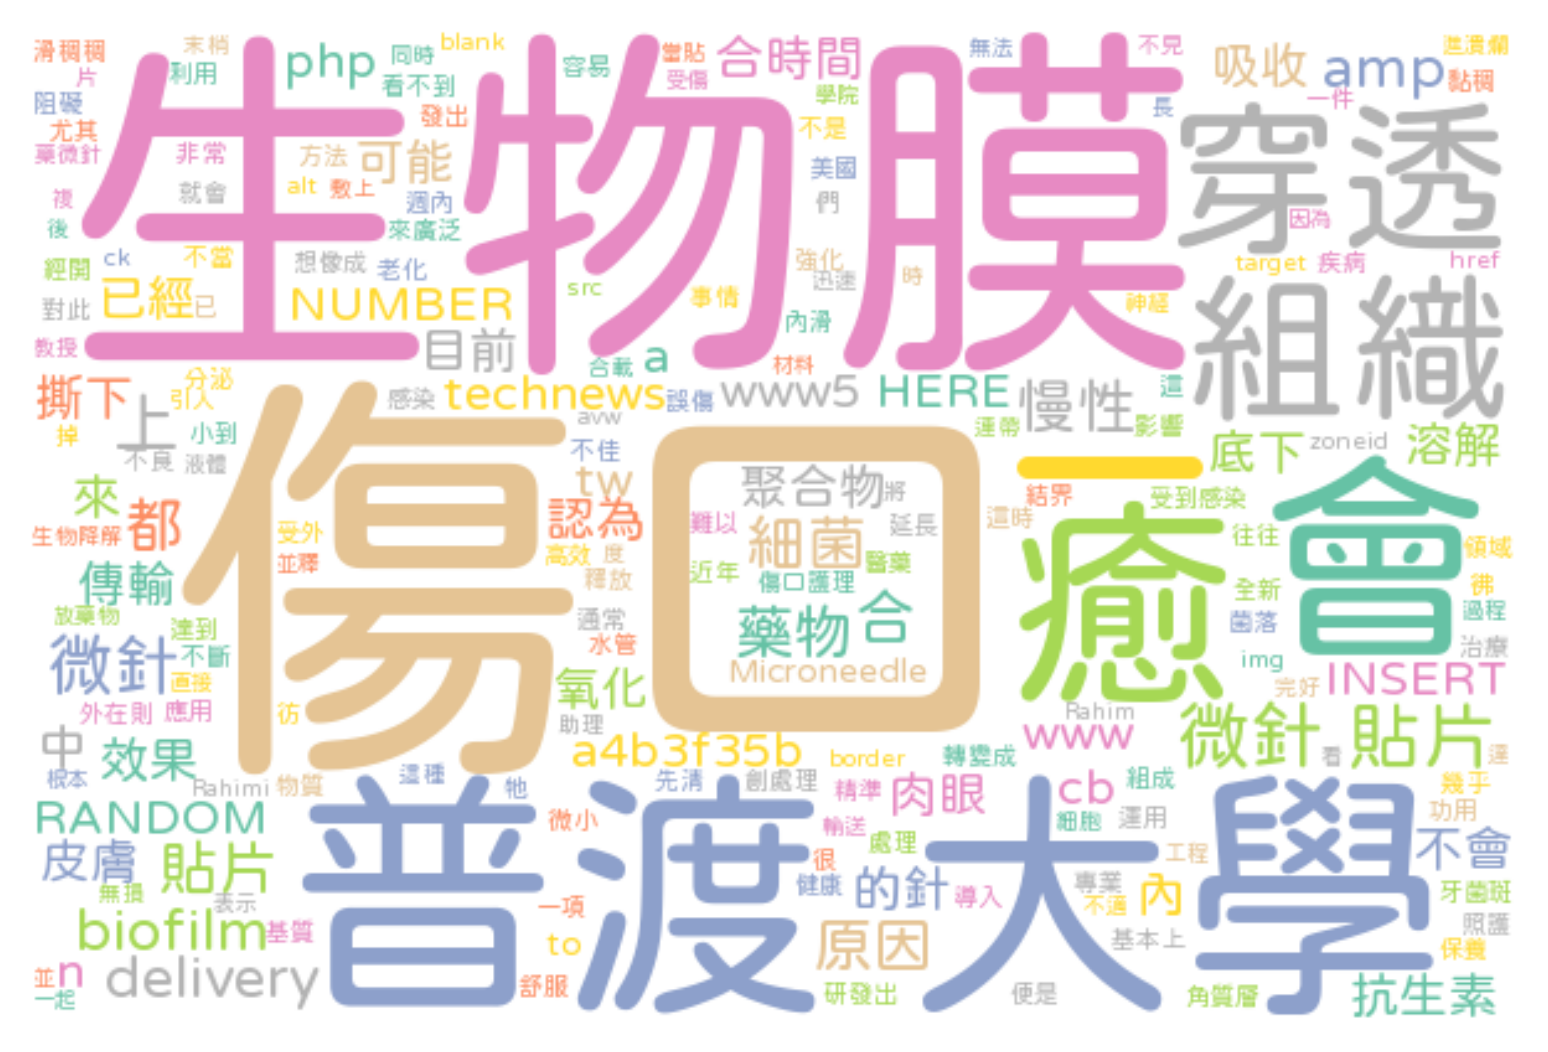 滑稠稠 末梢 php 同時 blank 容易 當貼 合時間 無法 不見 吸收 進潰爛
片 利用 看不到 受傷 學院 amp 黏稠
阻礙 發出 一件
尤其 不是 長
藥微針 非常 方法 可能 美國
複 就會 alt 敷上 週內 們
後 來廣泛 因為
生物膜 穿透
經開 ck 不當 想像成 老化 強化 迅速 時 target 疾病 href
對此 已經 已 NUMBER src 事情 內滑 神經
教授 目前 合載 a 材料
組織
撕下 分泌 引入 感染 technews 誤傷 www5 HERE 慢性 這
掉 上 小到 avw 連帶 影響
不良 液體 不佳 底下 zoneid 溶解
傷口 一 癒 會
來 tw 聚合物 將 結界 受到感染
生物降解 都 受外 認為 難以 細菌 延長 這時 往往 領域
傳輸 並釋 高效 度 近年 醫藥 全新 彿
放藥物 釋放 傷口護理 菌落 過程
微針 達到 不斷 通常 藥物 合 治療
直接 水管 Microneedle img
外在則 應用 彷 氧化 完好 INSERT
中 助理 Rahim
效果 a4b3f35b border www 微針 貼片
根本 Rahimi 物質 這種 牠 先清 創處理 轉變成 看 達
RANDOM 微小 精準 肉眼 cb 組成 幾乎
輸送 細胞 運用 功用
普渡大學
皮膚 貼片 很 處理 工程 不會
無損 表示 健康 的針 導入 專業 牙菌斑
biofilm 基質 一項 不適 內 照護
to 原因 基本上 保養
並 n delivery 舒服 研發出 便是 角質層 抗生素
一起